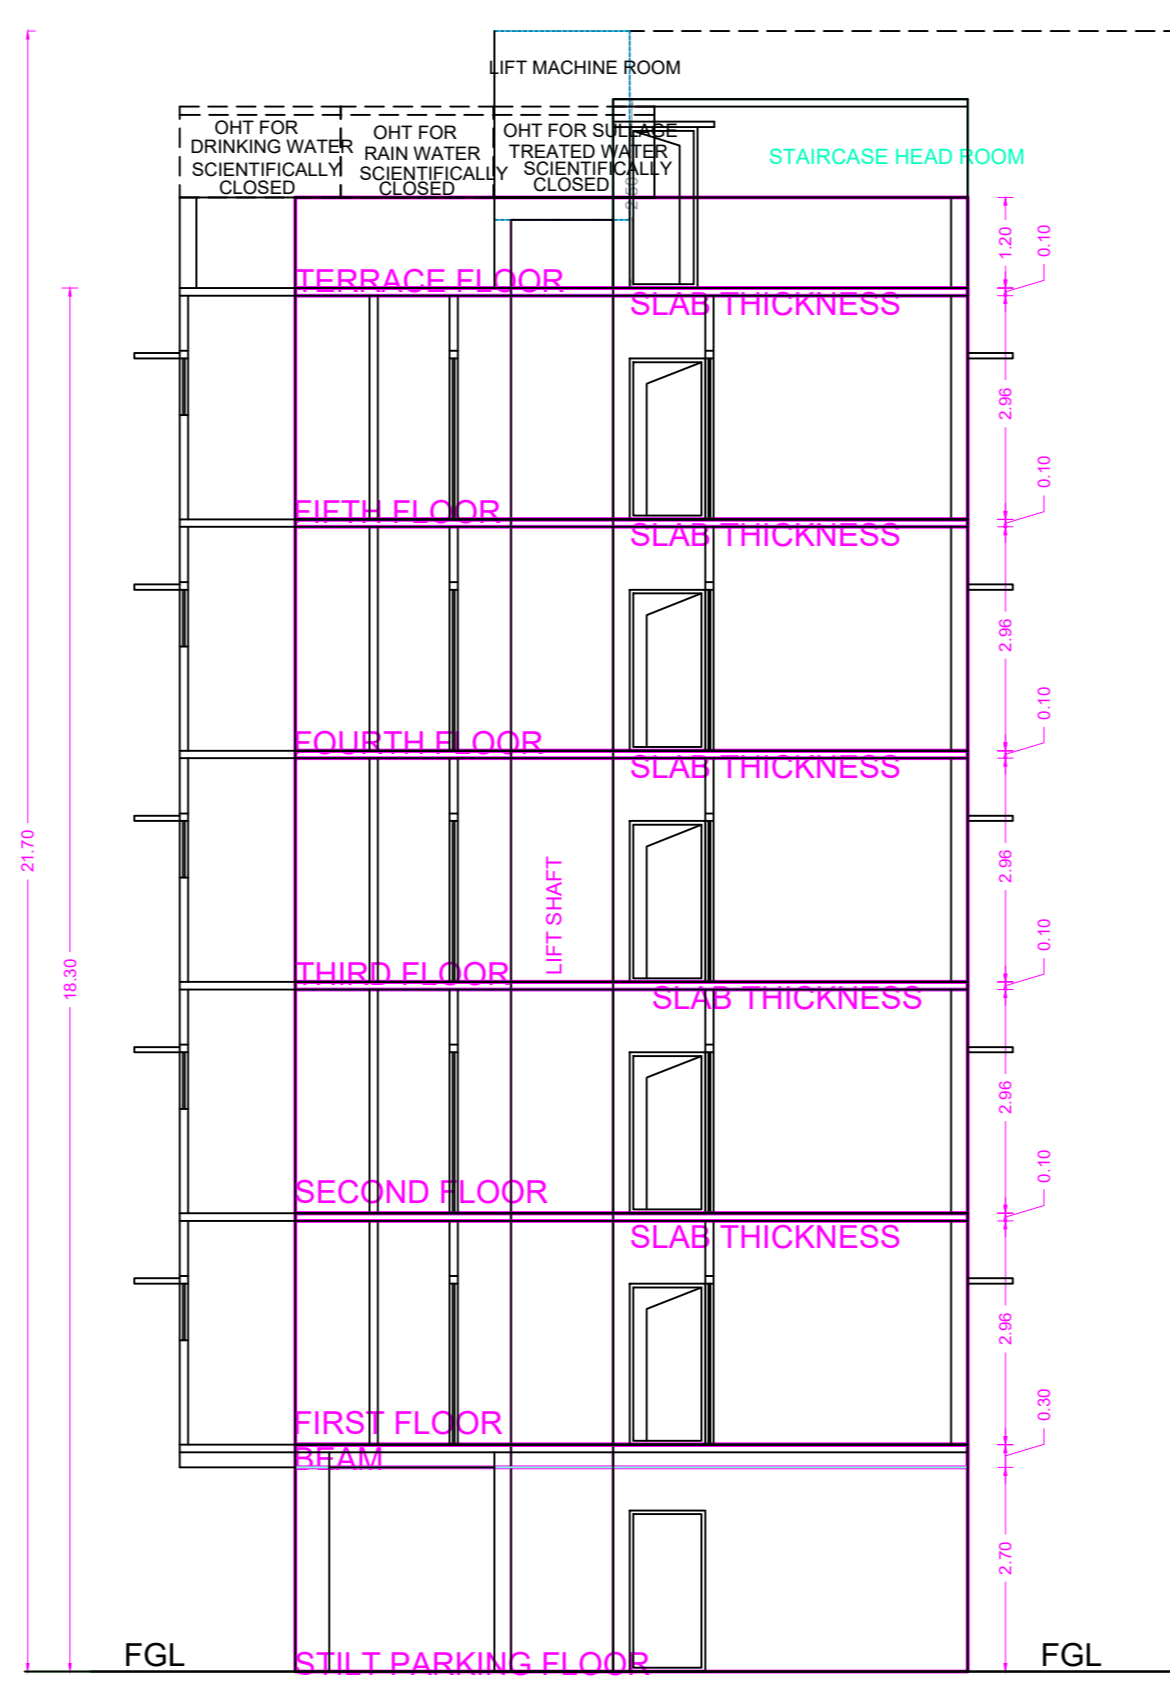 LIFT MACHINE ROOM
OHT FOR
DRINKING WATER
SCIENTIFICALLY
CLOSED
OHT FOR
RAIN WATER
SCIENTIFICALLY
CLOSED
OHT FOR SULLAGE
TREATED WATER
SCIENTIFICALLY
CLOSED
STAIRCASE HEAD ROOM
1.20
0.10
TERRACE FLOOR
SLAB THICKNESS
2.96
0.10
FIFTH FLOOR
SLAB THICKNESS
2.96
0.10
FOURTH FLOOR
SLAB THICKNESS
21.70
18.30
LIFT SHAFT
2.96
0.10
THIRD FLOOR
SLAB THICKNESS
2.96
0.10
SECOND FLOOR
SLAB THICKNESS
2.96
0.30
FIRST FLOOR
BEAM
2.70
FGL
STILT PARKING FLOOR
FGL